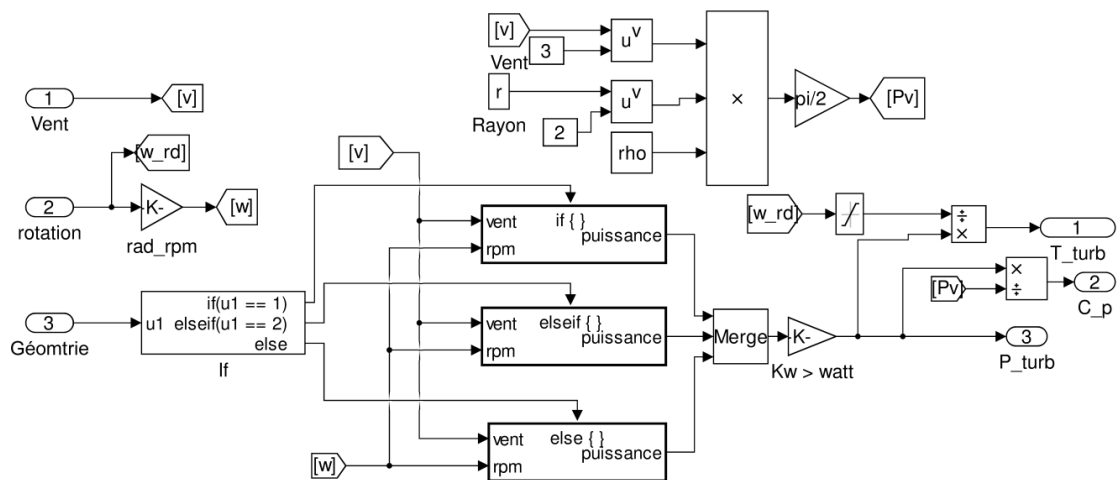 [v]
Vent
3
u^v
r
Rayon
2
u^v
rho
×
pi/2
[Pv]
1
Vent
[v]
[w_rd]
2
rotation
-K-
rad_rpm
[w]
[v]
3
Géomtrie
u1
if(u1 == 1)
elseif(u1 == 2)
else
If
vent
rpm
if { }
puissance
vent
rpm
elseif { }
puissance
vent
rpm
else { }
puissance
[w]
Merge
-K-
Kw > watt
[w_rd]
÷
×
1
T_turb
[Pv]
×
÷
2
C_p
3
P_turb